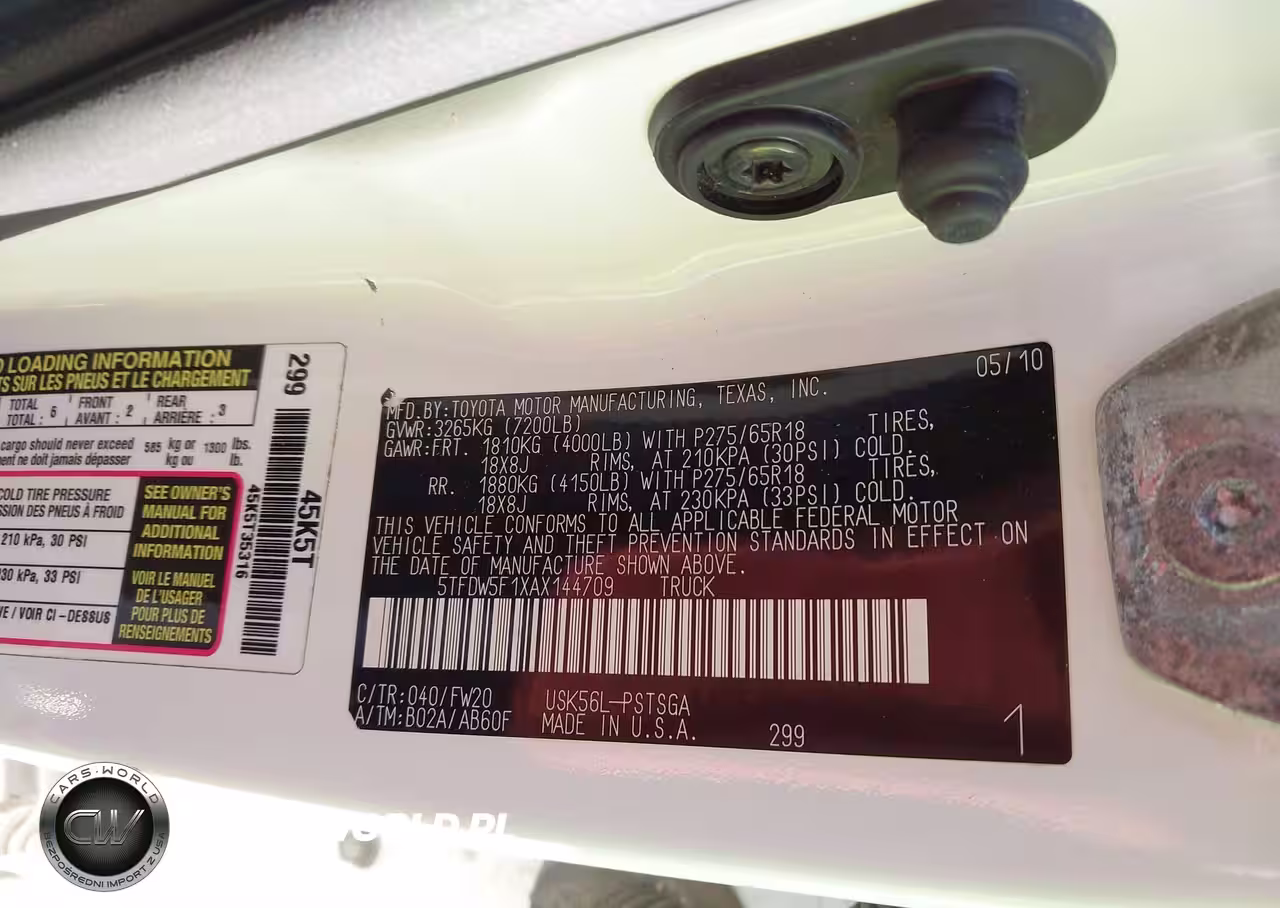 LOADING INFORMATION
TS SUR LES PNEUS ET LE CHARGEMENT
TOTAL
TOTAL : 6
FRONT
AVANT : 2
REAR
ARRIÈRE : 3
cargo should never exceed 585 kg or 1300 lbs.
ne doit jamais dépasser kg ou lb.
COLD TIRE PRESSURE
DES PNEUS À FROID
210 kPa, 30 PSI
kPa, 33 PSI
/ VOIR CI-DESSUS
SEE OWNER'S
MANUAL FOR
ADDITIONAL
INFORMATION
VOIR LE MANUEL
DE L'USAGER
POUR PLUS DE
RENSEIGNEMENTS
299
45K5T35316
45K5T
05/10
MFD.BY:TOYOTA MOTOR MANUFACTURING, TEXAS, INC.
GVWR:3265KG (7200LB)
GAWR:FRT. 1810KG (4000LB) WITH P275/65R18 TIRES,
18X8J RIMS, AT 210KPA (30PSI) COLD.
RR. 1880KG (4150LB) WITH P275/65R18 TIRES,
18X8J RIMS, AT 230KPA (33PSI) COLD.
THIS VEHICLE CONFORMS TO ALL APPLICABLE FEDERAL MOTOR
VEHICLE SAFETY AND THEFT PREVENTION STANDARDS IN EFFECT ON
THE DATE OF MANUFACTURE SHOWN ABOVE.
5TFDW5F1XAX144709 TRUCK
C/TR:040/FW20 USK56L-PSTSGA
A/TM:B02A/AB60F MADE IN U.S.A. 299 1
CARS-WORLD
CW
BEZPOŚREDNI IMPORT Z USA